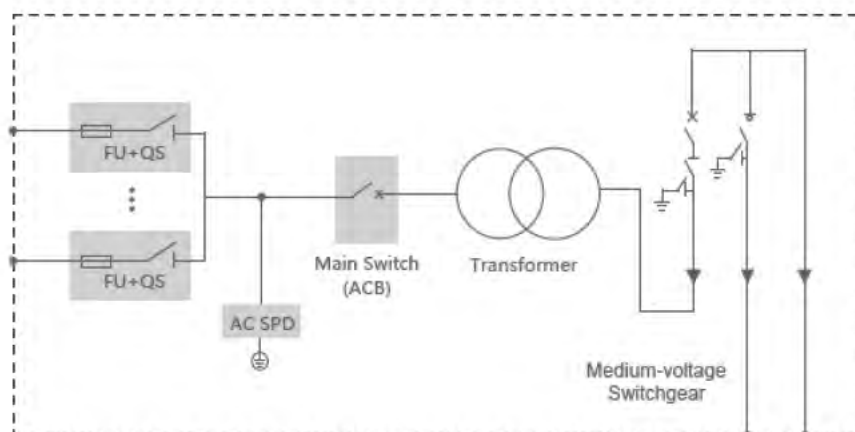 FU+QS
FU+QS
Main Switch
(ACB)
Transformer
AC SPD
Medium-voltage
Switchgear